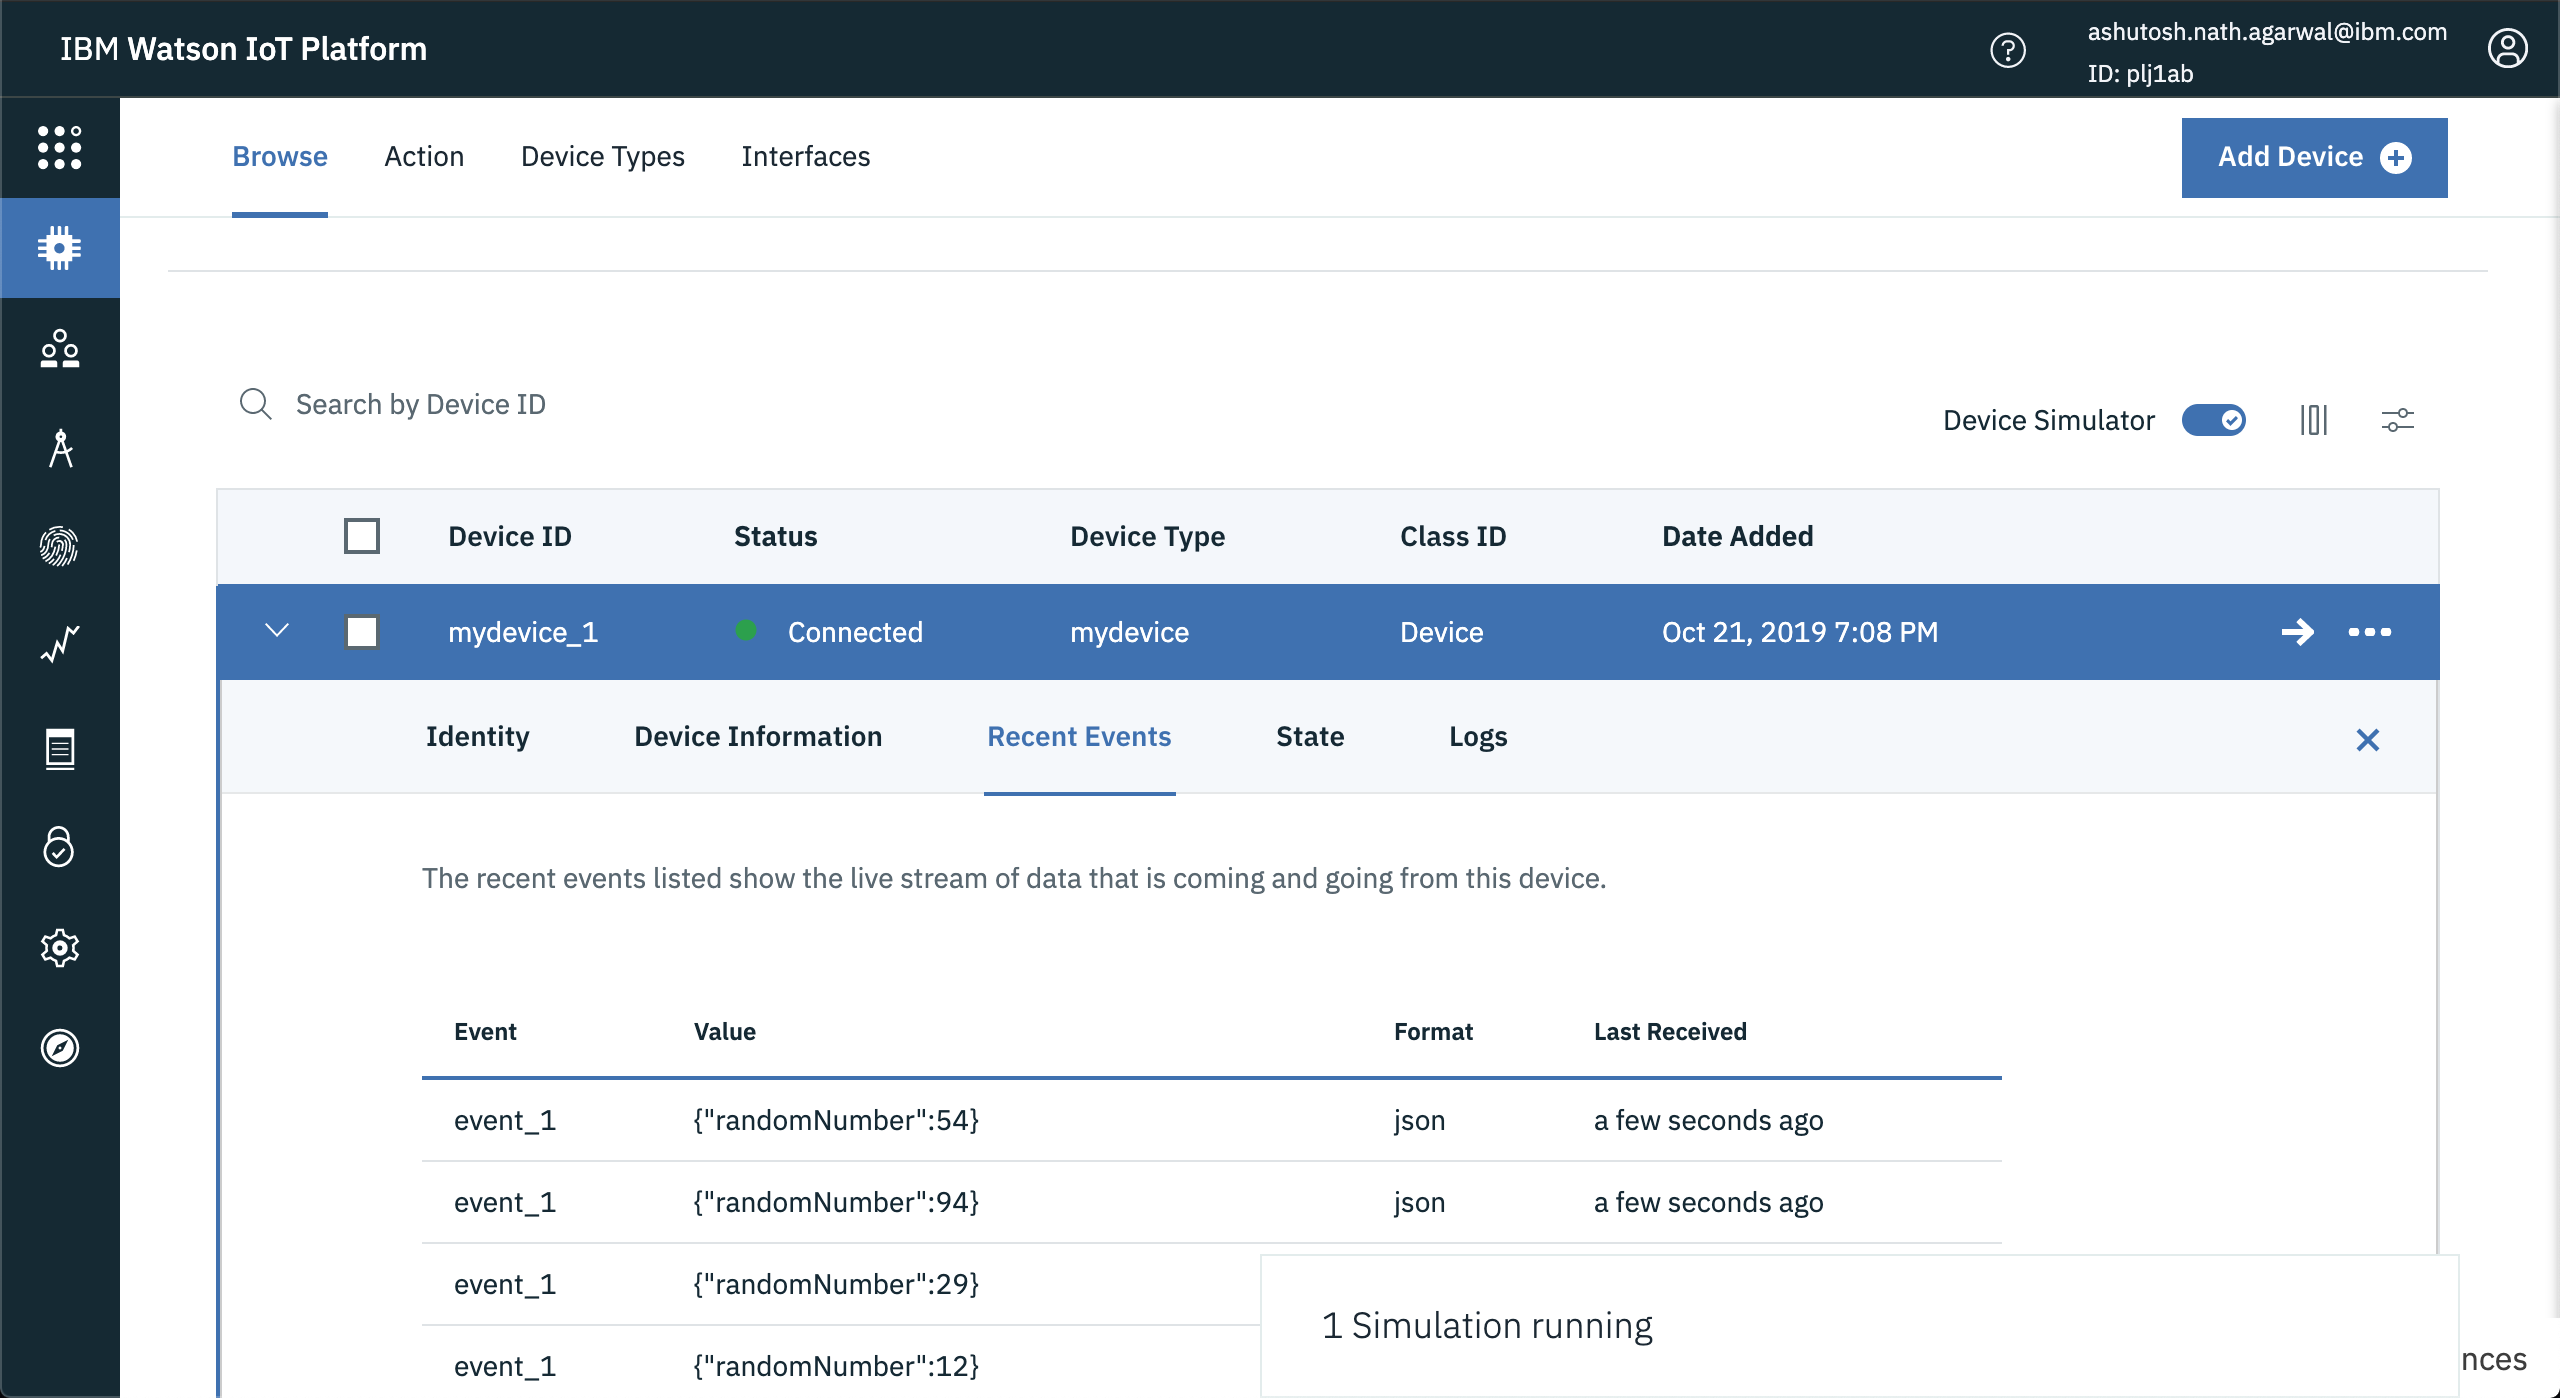 IBM Watson IoT Platform
ashutosh.nath.agarwal@ibm.com
ID: plj1ab
Browse Action Device Types Interfaces
Add Device
Search by Device ID
Device Simulator
Device ID Status Device Type Class ID Date Added
mydevice_1 Connected mydevice Device Oct 21, 2019 7:08 PM
Identity Device Information Recent Events State Logs
The recent events listed show the live stream of data that is coming and going from this device.
Event Value Format Last Received
event_1 {"randomNumber":54} json a few seconds ago
event_1 {"randomNumber":94} json a few seconds ago
event_1 {"randomNumber":29}
1 Simulation running
event_1 {"randomNumber":12}
nces